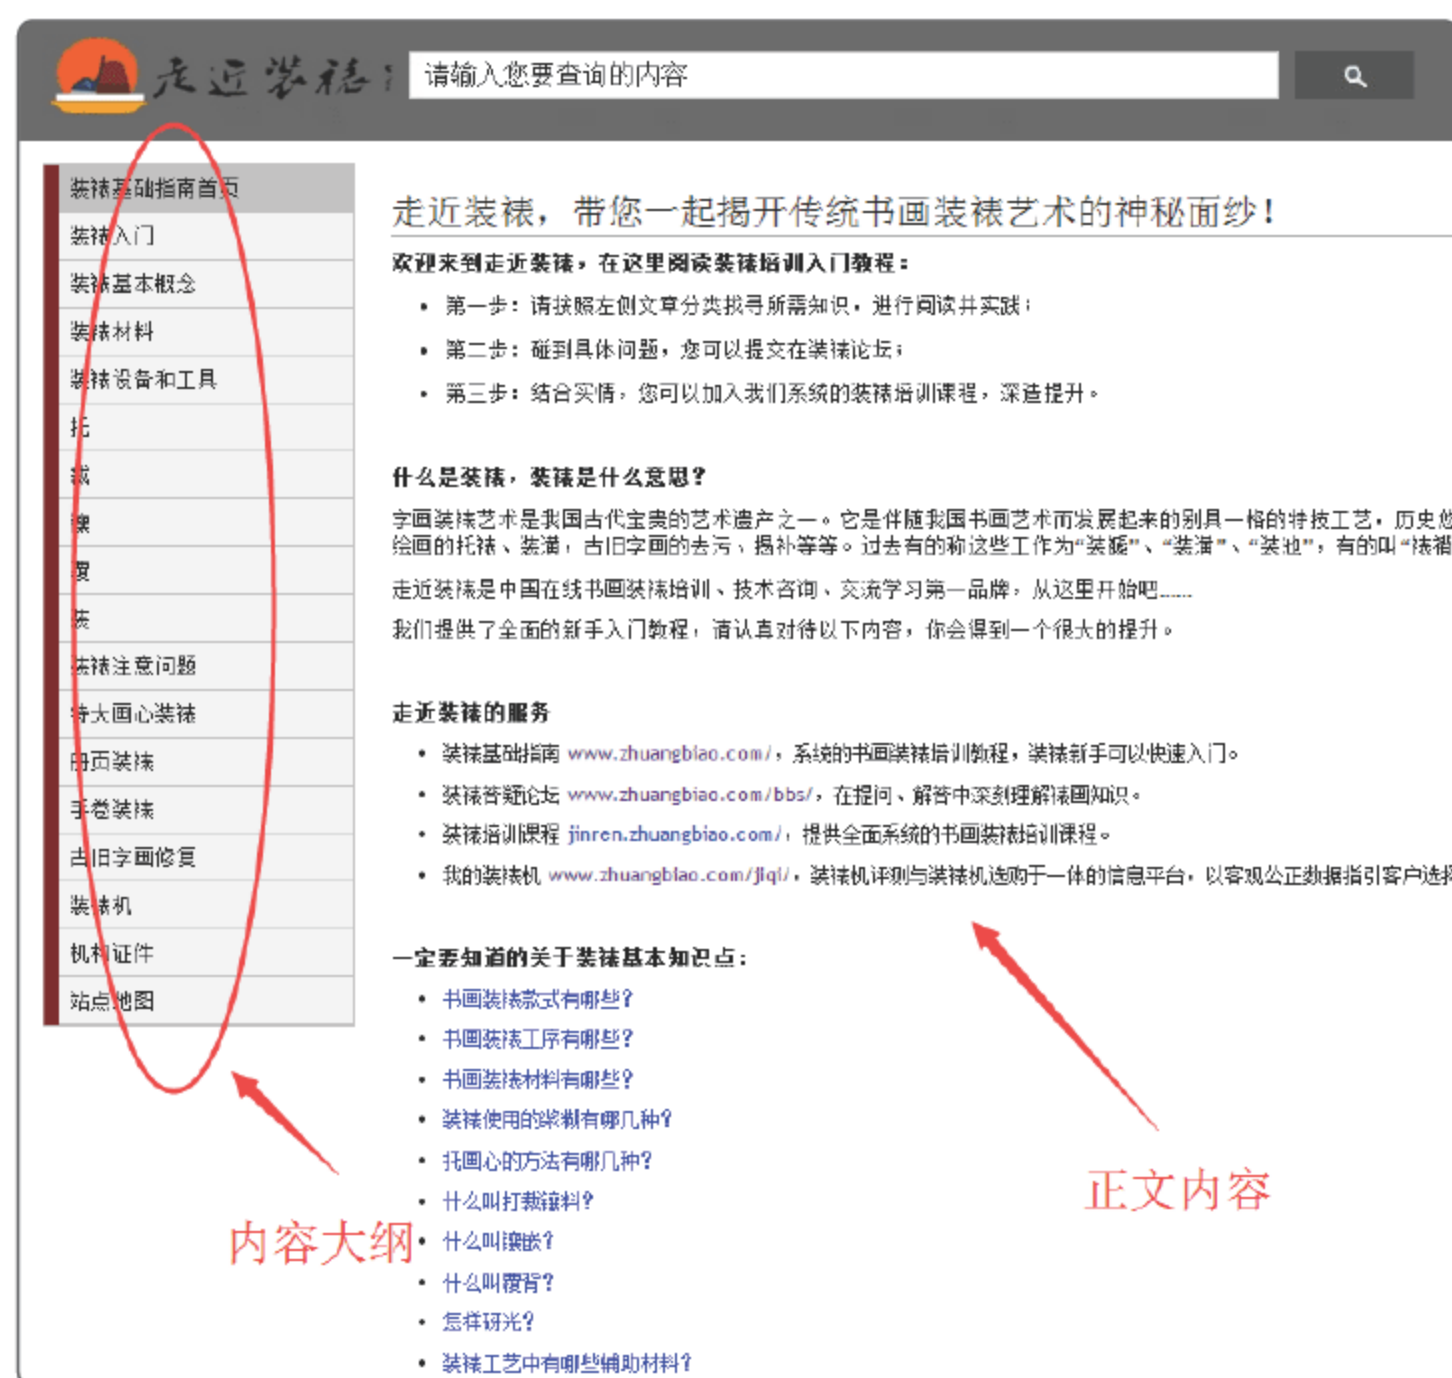 走近装裱
请输入您要查询的内容
装裱基础指南首页
装裱入门
装裱基本概念
装裱材料
装裱设备和工具
托
裁
镶
覆
装
装裱注意问题
特大画心装裱
册页装裱
手卷装裱
古旧字画修复
装裱机
机构证件
站点地图
内容大纲
走近装裱，带您一起揭开传统书画装裱艺术的神秘面纱！
欢迎来到走近装裱，在这里阅读装裱培训入门教程：
第一步：请按照左侧文章分类找寻所需知识，进行阅读并实践；
第二步：碰到具体问题，您可以提交在装裱论坛；
第三步：结合实情，您可以加入我们系统的装裱培训课程，深造提升。
什么是装裱，装裱是什么意思？
字画装裱艺术是我国古代宝贵的艺术遗产之一。它是伴随我国书画艺术而发展起来的别具一格的特技工艺，历史悠
绘画的托裱、装潢，古旧字画的去污、揭补等等。过去有的称这些工作为“装褫”、“装潢”、“装池”，有的叫“裱褙
走近装裱是中国在线书画装裱培训、技术咨询、交流学习第一品牌，从这里开始吧……
我们提供了全面的新手入门教程，请认真对待以下内容，你会得到一个很大的提升。
走近装裱的服务
装裱基础指南 www.zhuangbiao.com/，系统的书画装裱培训教程，装裱新手可以快速入门。
装裱答疑论坛 www.zhuangbiao.com/bbs/，在提问、解答中深刻理解裱画知识。
装裱培训课程 jinren.zhuangbiao.com/，提供全面系统的书画装裱培训课程。
我的装裱机 www.zhuangbiao.com/jiqi/，装裱机评测与装裱机选购于一体的信息平台，以客观公正数据指引客户选择
正文内容
一定要知道的关于装裱基本知识点：
书画装裱款式有哪些？
书画装裱工序有哪些？
书画装裱材料有哪些？
装裱使用的浆糊有哪几种？
托画心的方法有哪几种？
什么叫打裁镶料？
什么叫镶嵌？
什么叫覆背？
怎样砑光？
装裱工艺中有哪些辅助材料？